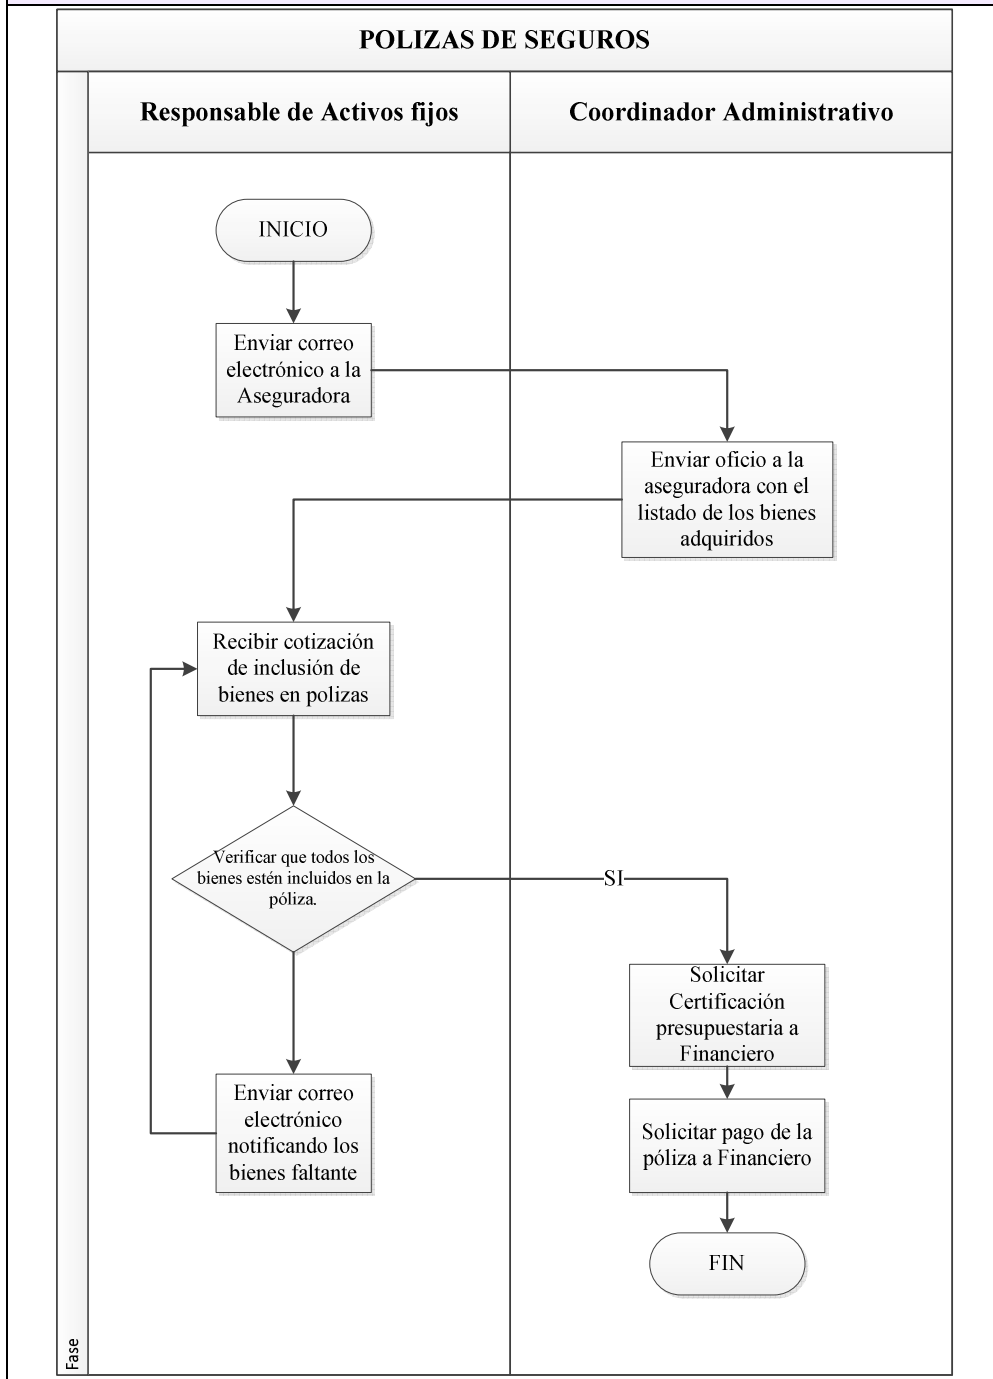 POLIZAS DE SEGUROS
Responsable de Activos fijos
Coordinador Administrativo
INICIO
Enviar correo
electrónico a la
Aseguradora
Enviar oficio a la
aseguradora con el
listado de los bienes
adquiridos
Recibir cotización
de inclusión de
bienes en polizas
Verificar que todos los
bienes estén incluidos en la
póliza.
SI
Solicitar
Certificación
presupuestaria a
Financiero
Enviar correo
electrónico
notificando los
bienes faltante
Solicitar pago de la
póliza a Financiero
FIN
Fase